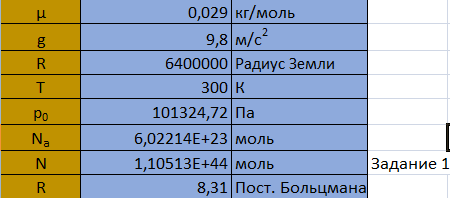 μ 0,029 кг/моль
g 9,8 м/с²
R 6400000 Радиус Земли
T 300 К
p₀ 101324,72 Па
Nₐ 6,02214E+23 моль
N 1,10513E+44 моль Задание 1
R 8,31 Пост. Больцмана